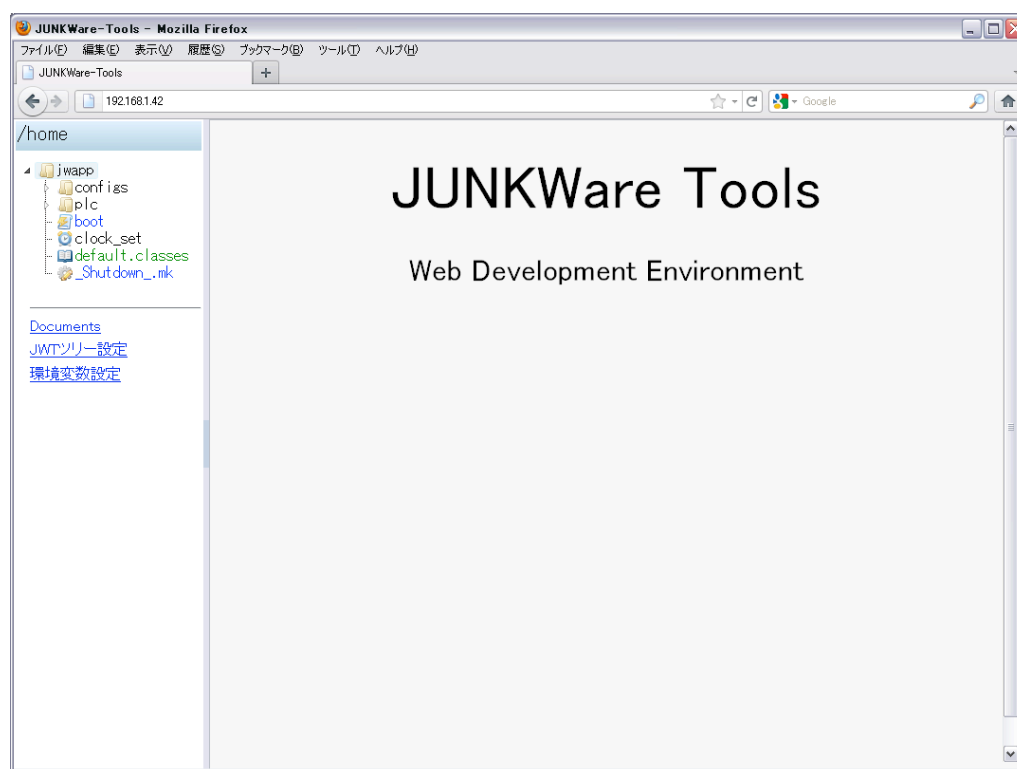 JUNKWare-Tools - Mozilla Firefox
ファイル(F) 編集(E) 表示(V) 履歴(S) ブックマーク(B) ツール(T) ヘルプ(H)
JUNKWare-Tools
192.168.1.42
Google
/home
jwapp
configs
plc
boot
clock_set
default.classes
_Shutdown_.mk
Documents
JWTツリー設定
環境変数設定
JUNKWare Tools
Web Development Environment